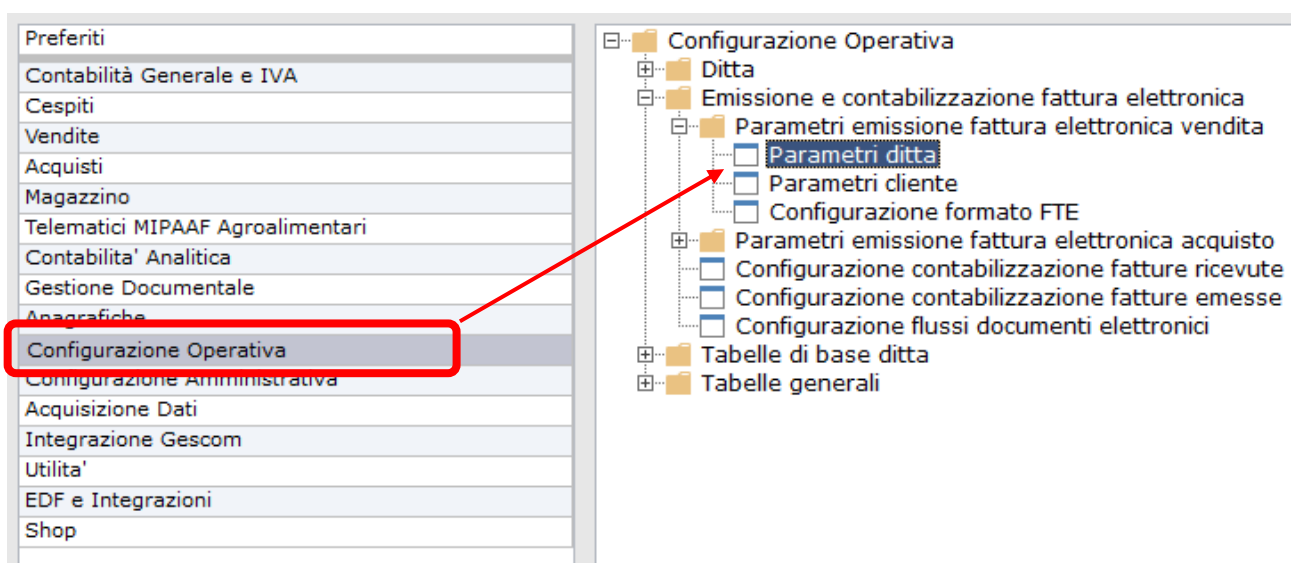 Preferiti
Contabilità Generale e IVA
Cespiti
Vendite
Acquisti
Magazzino
Telematici MIPAAF Agroalimentari
Contabilita' Analitica
Gestione Documentale
Anagrafiche
Configurazione Operativa
Configurazione Amministrativa
Acquisizione Dati
Integrazione Gescom
Utilita'
EDF e Integrazioni
Shop
Configurazione Operativa
Ditta
Emissione e contabilizzazione fattura elettronica
Parametri emissione fattura elettronica vendita
Parametri ditta
Parametri cliente
Configurazione formato FTE
Parametri emissione fattura elettronica acquisto
Configurazione contabilizzazione fatture ricevute
Configurazione contabilizzazione fatture emesse
Configurazione flussi documenti elettronici
Tabelle di base ditta
Tabelle generali